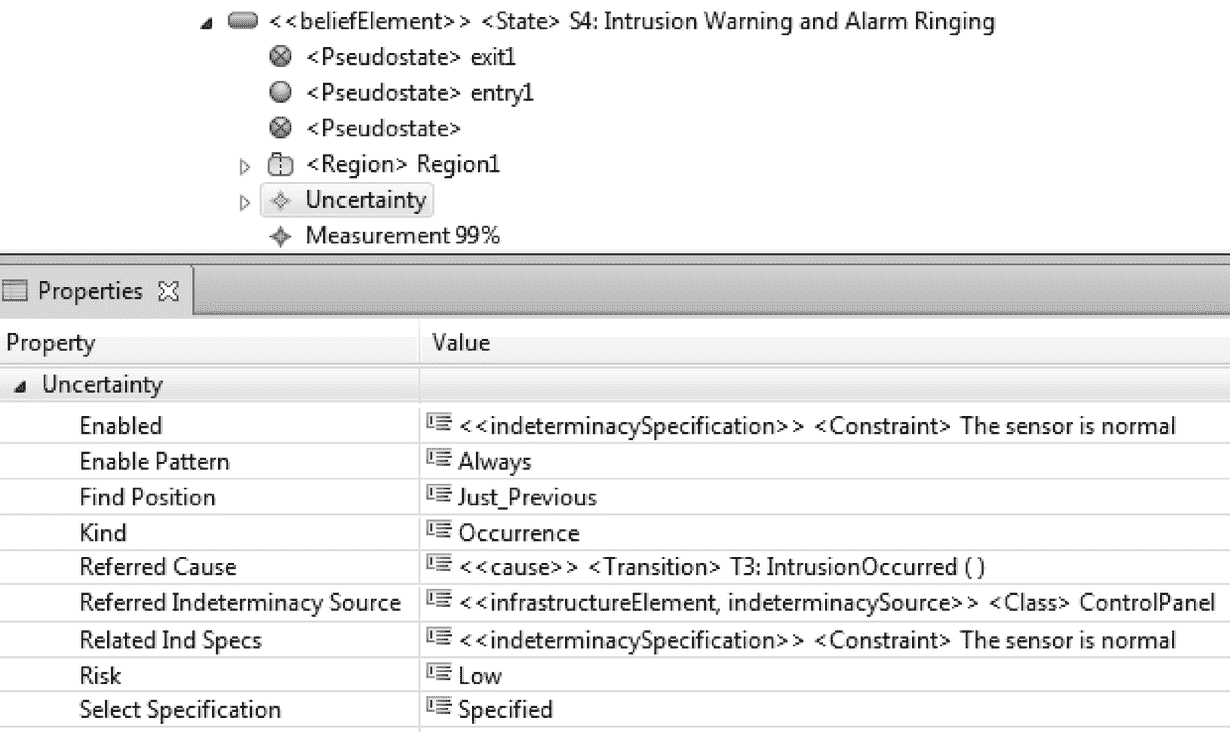 <<beliefElement>> <State> S4: Intrusion Warning and Alarm Ringing
<Pseudostate> exit1
<Pseudostate> entry1
<Pseudostate>
<Region> Region1
Uncertainty
Measurement 99%
Properties
Property Value
Uncertainty
Enabled <<indeterminacySpecification>> <Constraint> The sensor is normal
Enable Pattern Always
Find Position Just_Previous
Kind Occurrence
Referred Cause <<cause>> <Transition> T3: IntrusionOccurred ( )
Referred Indeterminacy Source <<infrastructureElement, indeterminacySource>> <Class> ControlPanel
Related Ind Specs <<indeterminacySpecification>> <Constraint> The sensor is normal
Risk Low
Select Specification Specified